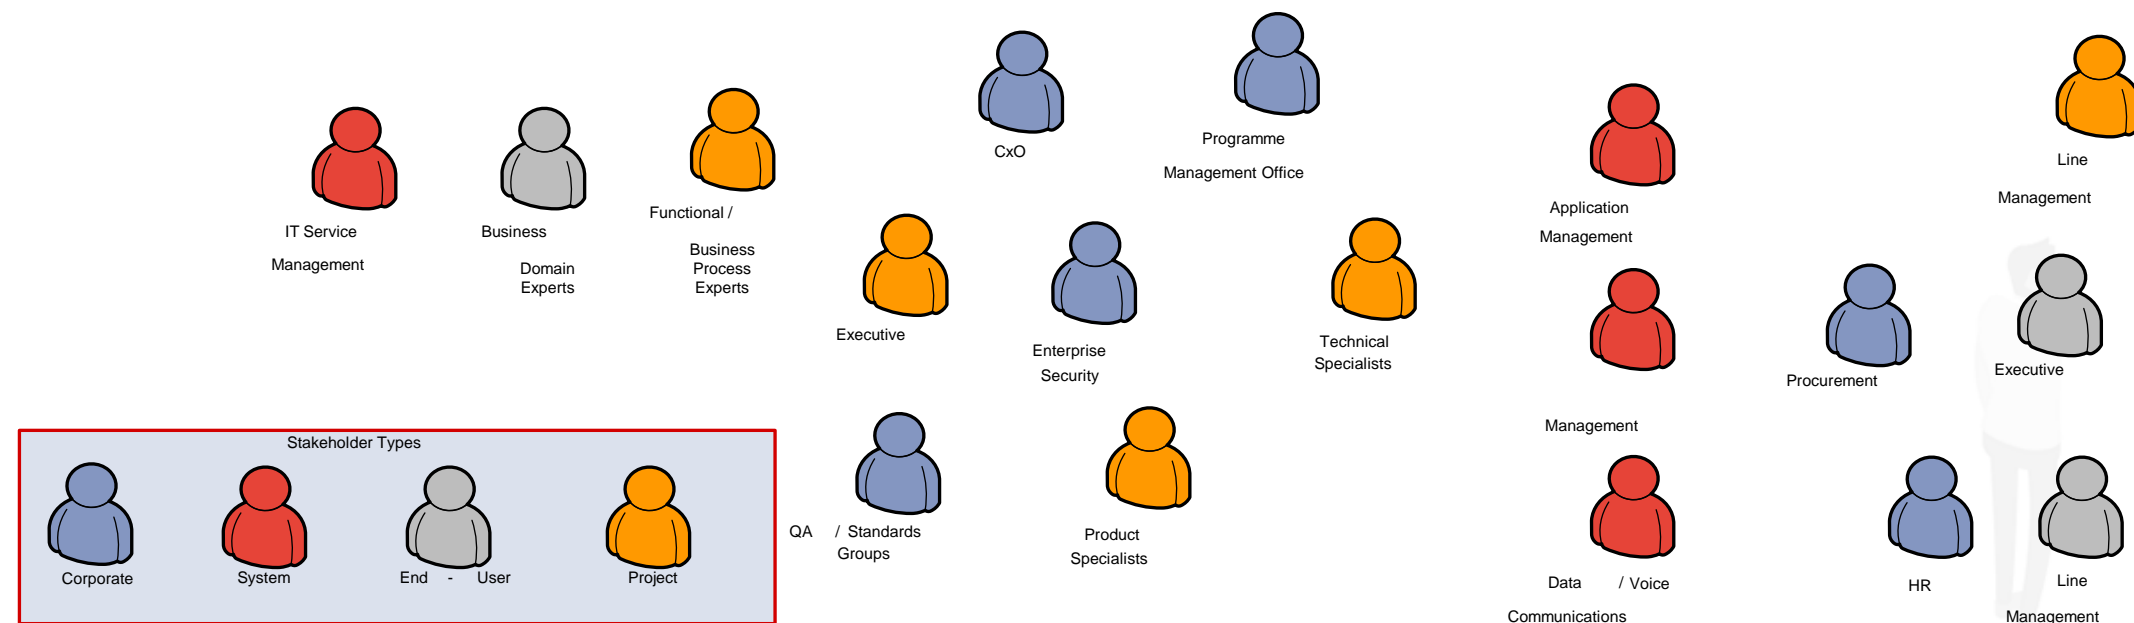 CxO
Programme
Management Office
Line
Management
IT Service
Management
Business
Domain
Experts
Functional /
Business
Process
Experts
Application
Management
Executive
Enterprise
Security
Technical
Specialists
Management
Procurement
Executive
Stakeholder Types
Corporate
System
End - User
Project
QA / Standards
Groups
Product
Specialists
Data / Voice
Communications
HR
Line
Management